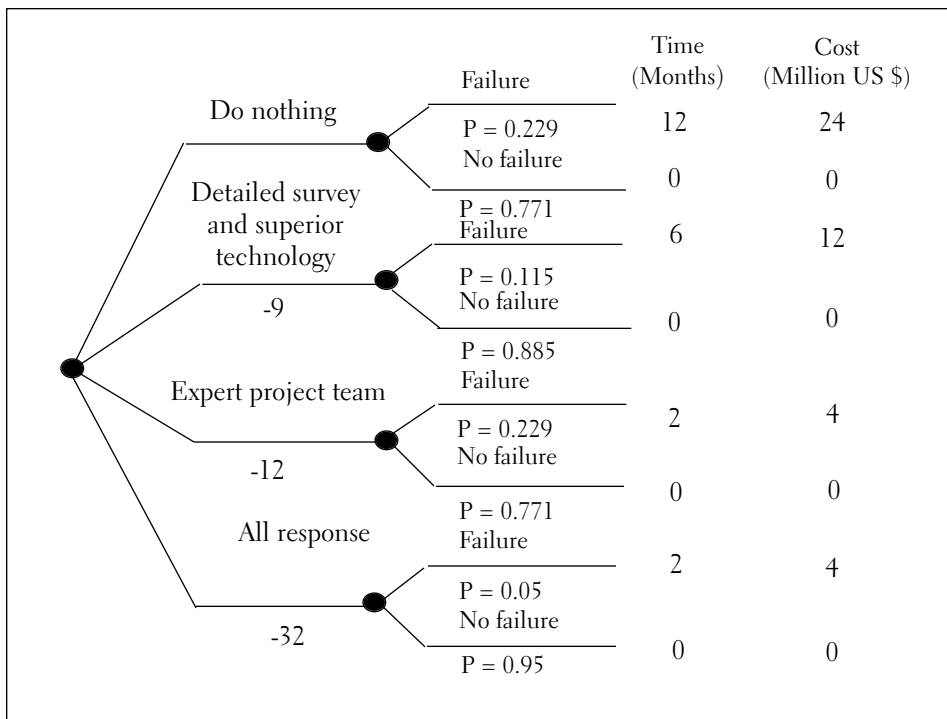 Time
(Months)
Cost
(Million US $)
Do nothing
Failure
12
24
P = 0.229
No failure
0
0
P = 0.771
Detailed survey
and superior
technology
-9
Failure
6
12
P = 0.115
No failure
0
0
P = 0.885
Expert project team
-12
Failure
2
4
P = 0.229
No failure
0
0
P = 0.771
All response
-32
Failure
2
4
P = 0.05
No failure
0
0
P = 0.95